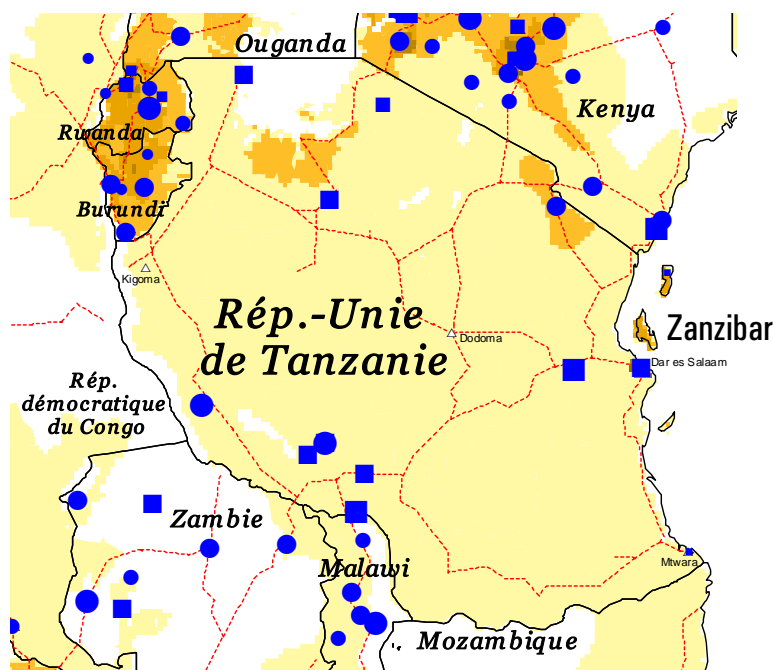 Ouganda
Kenya
Rwanda
Burundi
Kigoma
Rép.-Unie
de Tanzanie
Zanzibar
Dodoma
Dar es Salaam
Rép.
démocratique
du Congo
Zambie
Malawi
Mtwara
Mozambique